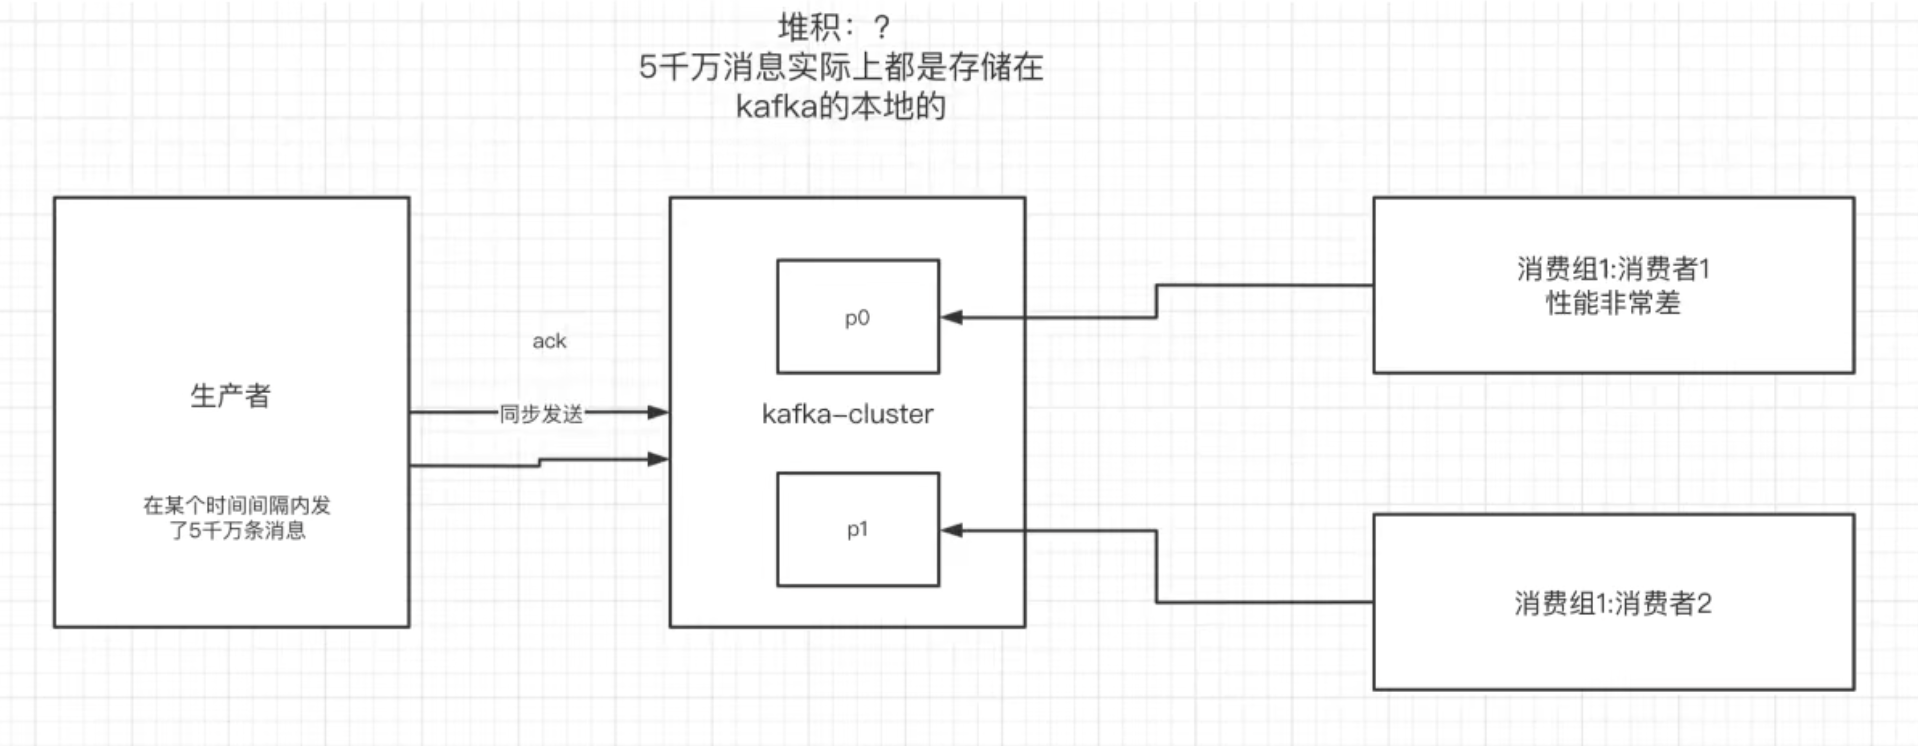 堆积：?
5千万消息实际上都是存储在
kafka的本地的
生产者
在某个时间间隔内发
了5千万条消息
ack
同步发送
p0
kafka-cluster
p1
消费组1:消费者1
性能非常差
消费组1:消费者2